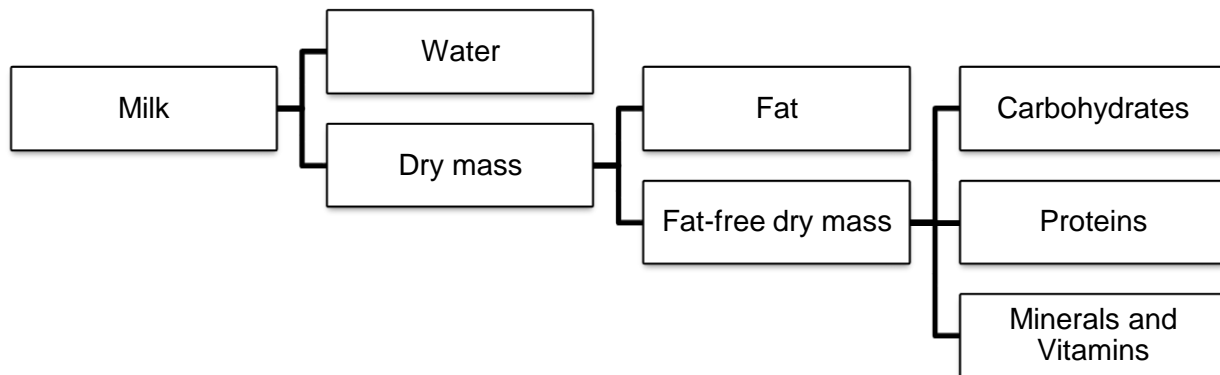 Milk
Water
Dry mass
Fat
Fat-free dry mass
Carbohydrates
Proteins
Minerals and
Vitamins